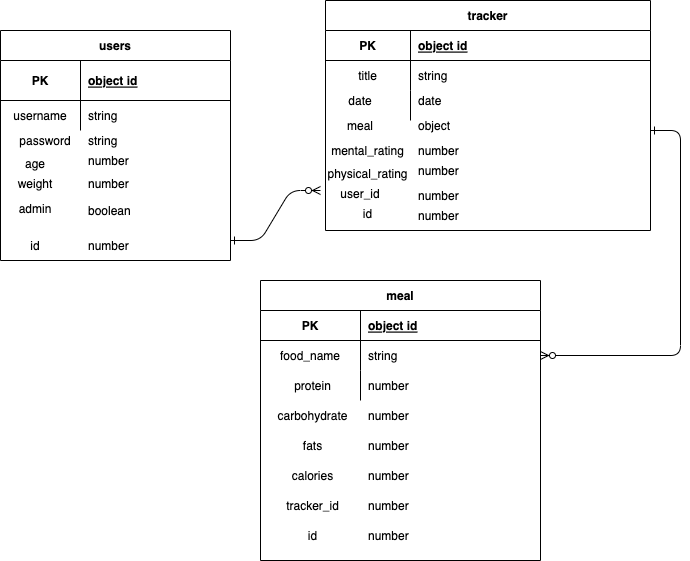 users
PK object id
username string
password string
age number
weight number
admin boolean
id number
tracker
PK object id
title string
date date
meal object
mental_rating number
physical_rating number
user_id number
id number
meal
PK object id
food_name string
protein number
carbohydrate number
fats number
calories number
tracker_id number
id number